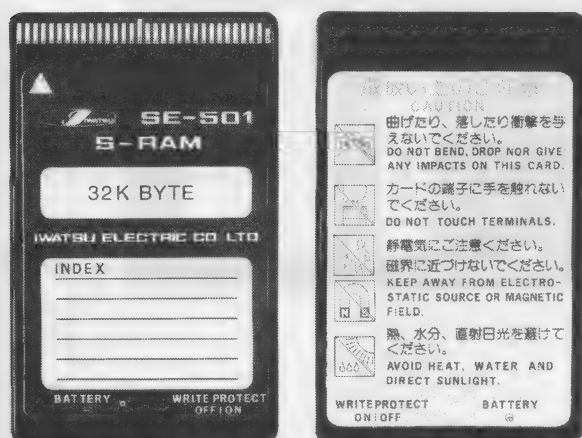 IWATSU SE-501
S-RAM
32K BYTE
IWATSU ELECTRIC CO LTD
INDEX
BATTERY
WRITE PROTECT
OFF ON
CAUTION
曲げたり、落したり衝撃を与
えないでください。
DO NOT BEND, DROP NOR GIVE
ANY IMPACTS ON THIS CARD.
カードの端子に手を触れない
でください。
DO NOT TOUCH TERMINALS.
静電気にご注意ください。
磁界に近づけないでください。
KEEP AWAY FROM ELECTRO-
STATIC SOURCE OR MAGNETIC
FIELD.
N S
熱、水分、直射日光を避けて
ください。
AVOID HEAT, WATER AND
DIRECT SUNLIGHT.
WRITE PROTECT
ON OFF
BATTERY